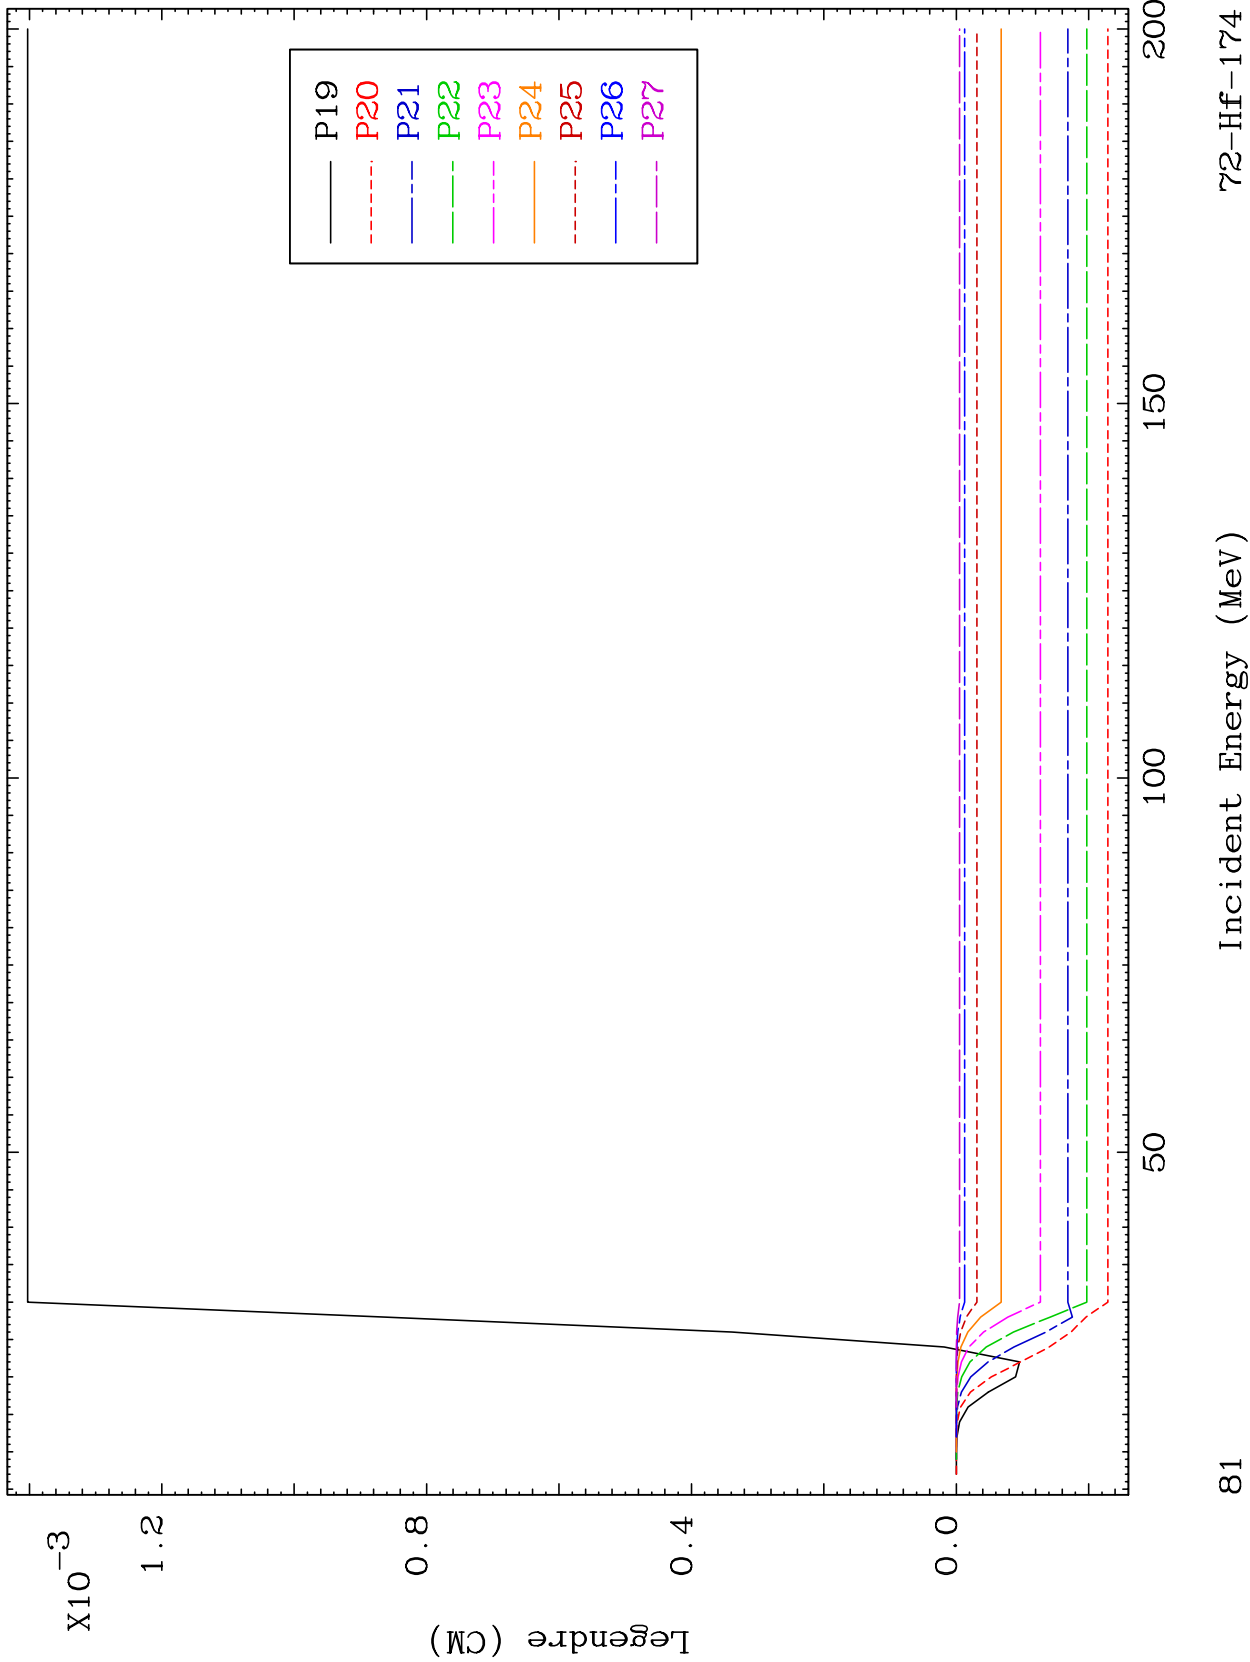 X10-3
1.2
0.8
0.4
0.0
Legendre (CM)
P19
P20
P21
P22
P23
P24
P25
P26
P27
50
100
150
200
81
Incident Energy (MeV)
72-Hf-174